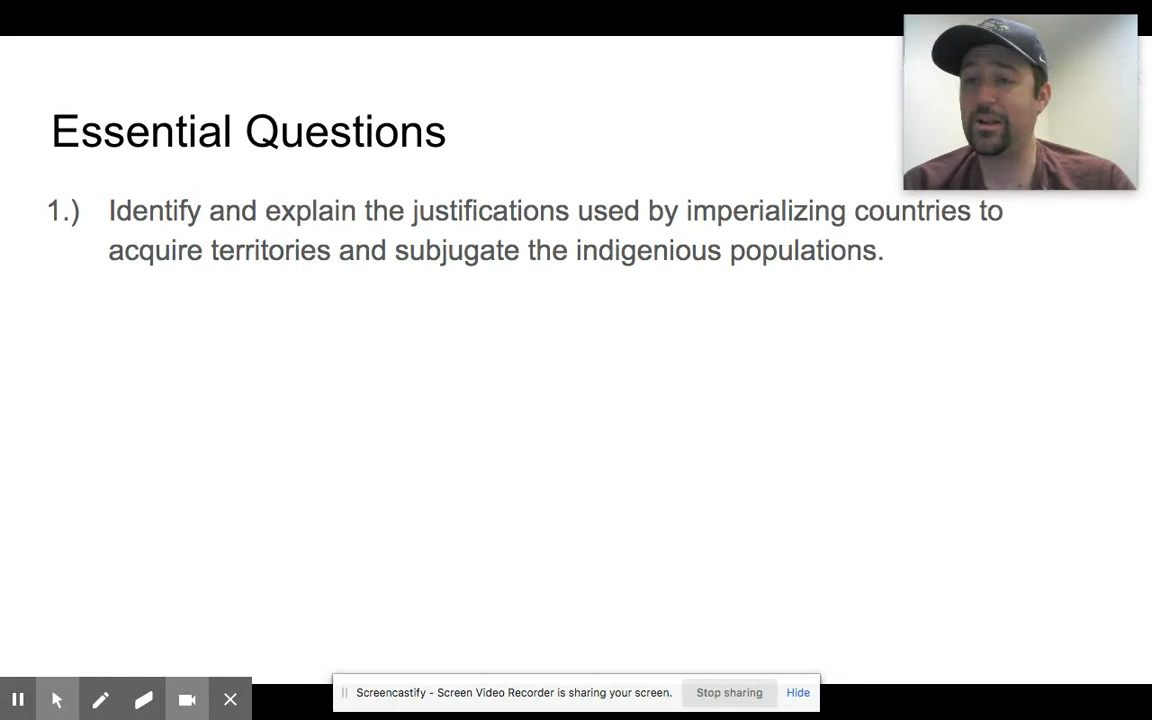 Essential Questions
1.) Identify and explain the justifications used by imperializing countries to
acquire territories and subjugate the indigenious populations.
Screencastify - Screen Video Recorder is sharing your screen. Stop sharing Hide